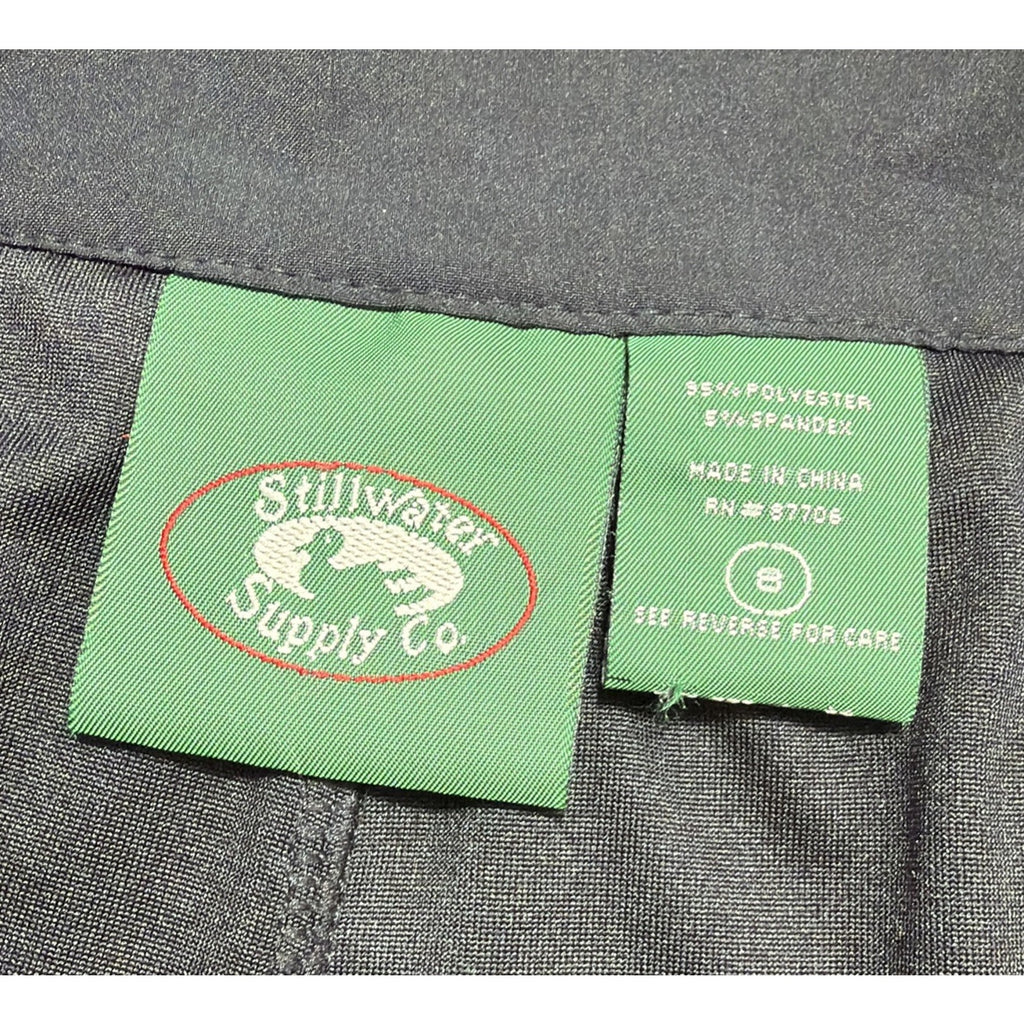 Stillwater
Supply Co.
95% POLYESTER
5% SPANDEX
MADE IN CHINA
RN# 87706
8
SEE REVERSE FOR CARE